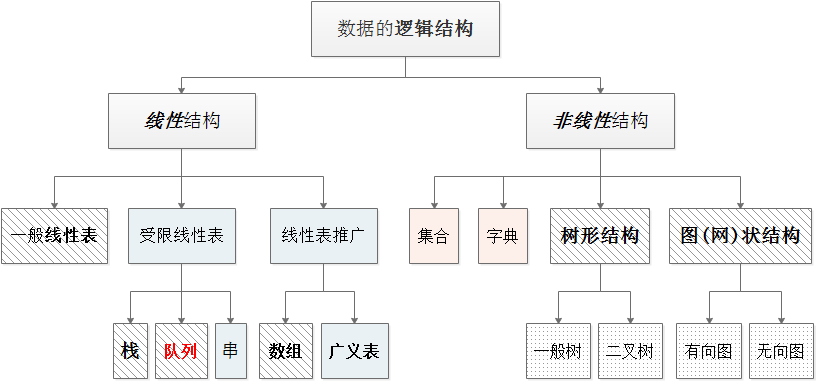 数据的逻辑结构
线性结构
非线性结构
一般线性表
受限线性表
线性表推广
集合
字典
树形结构
图(网)状结构
栈
队列
串
数组
广义表
一般树
二叉树
有向图
无向图